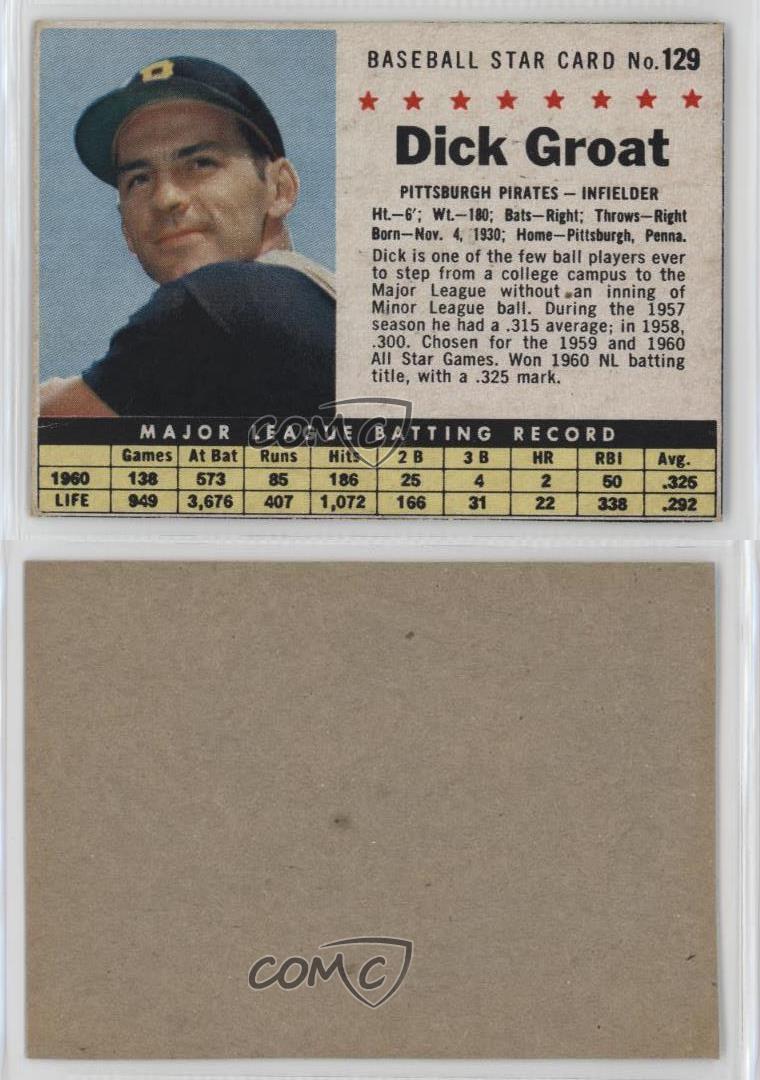 BASEBALL STAR CARD No. 129
Dick Groat
PITTSBURGH PIRATES – INFIELDER
Ht.–6'; Wt.–180; Bats–Right; Throws–Right
Born–Nov. 4, 1930; Home–Pittsburgh, Penna.
Dick is one of the few ball players ever
to step from a college campus to the
Major League without an inning of
Minor League ball. During the 1957
season he had a .315 average; in 1958,
.300. Chosen for the 1959 and 1960
All Star Games. Won 1960 NL batting
title, with a .325 mark.
MAJOR LEAGUE BATTING RECORD
Games At Bat Runs Hits 2 B 3 B HR RBI Avg.
1960 138 573 85 186 25 4 2 50 .325
LIFE 949 3,676 407 1,072 166 31 22 338 .292
COMC
COMC